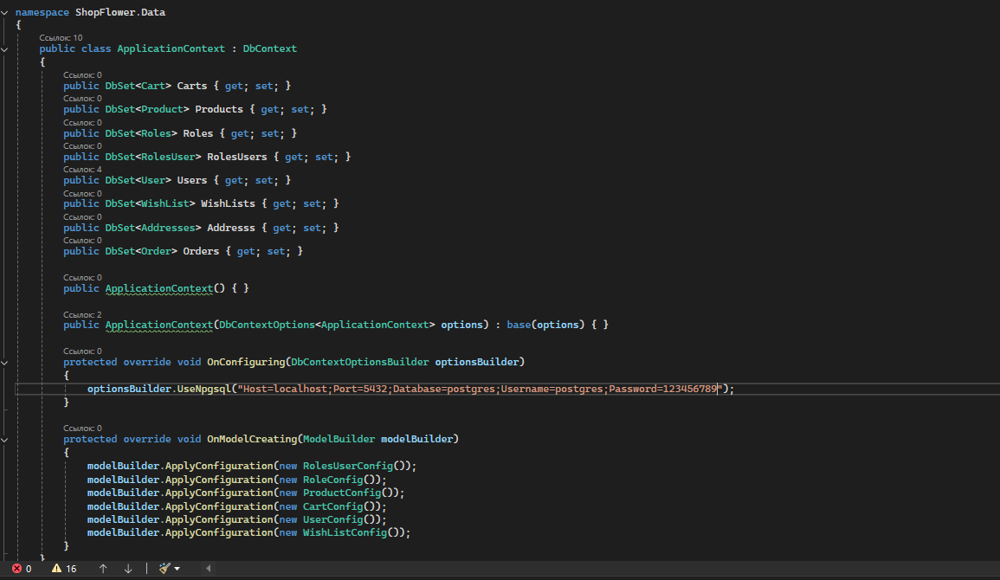 namespace ShopFlower.Data
{
Ссылок: 10
public class ApplicationContext : DbContext
{
Ссылок: 0
public DbSet<Cart> Carts { get; set; }
Ссылок: 0
public DbSet<Product> Products { get; set; }
Ссылок: 0
public DbSet<Roles> Roles { get; set; }
Ссылок: 0
public DbSet<RolesUser> RolesUsers { get; set; }
Ссылок: 4
public DbSet<User> Users { get; set; }
Ссылок: 0
public DbSet<WishList> WishLists { get; set; }
Ссылок: 0
public DbSet<Addresses> Addresss { get; set; }
Ссылок: 0
public DbSet<Order> Orders { get; set; }
Ссылок: 0
public ApplicationContext() { }
Ссылок: 2
public ApplicationContext(DbContextOptions<ApplicationContext> options) : base(options) { }
Ссылок: 0
protected override void OnConfiguring(DbContextOptionsBuilder optionsBuilder)
{
optionsBuilder.UseNpgsql("Host=localhost;Port=5432;Database=postgres;Username=postgres;Password=123456789");
}
Ссылок: 0
protected override void OnModelCreating(ModelBuilder modelBuilder)
{
modelBuilder.ApplyConfiguration(new RolesUserConfig());
modelBuilder.ApplyConfiguration(new RoleConfig());
modelBuilder.ApplyConfiguration(new ProductConfig());
modelBuilder.ApplyConfiguration(new CartConfig());
modelBuilder.ApplyConfiguration(new UserConfig());
modelBuilder.ApplyConfiguration(new WishListConfig());
}
}
0 16